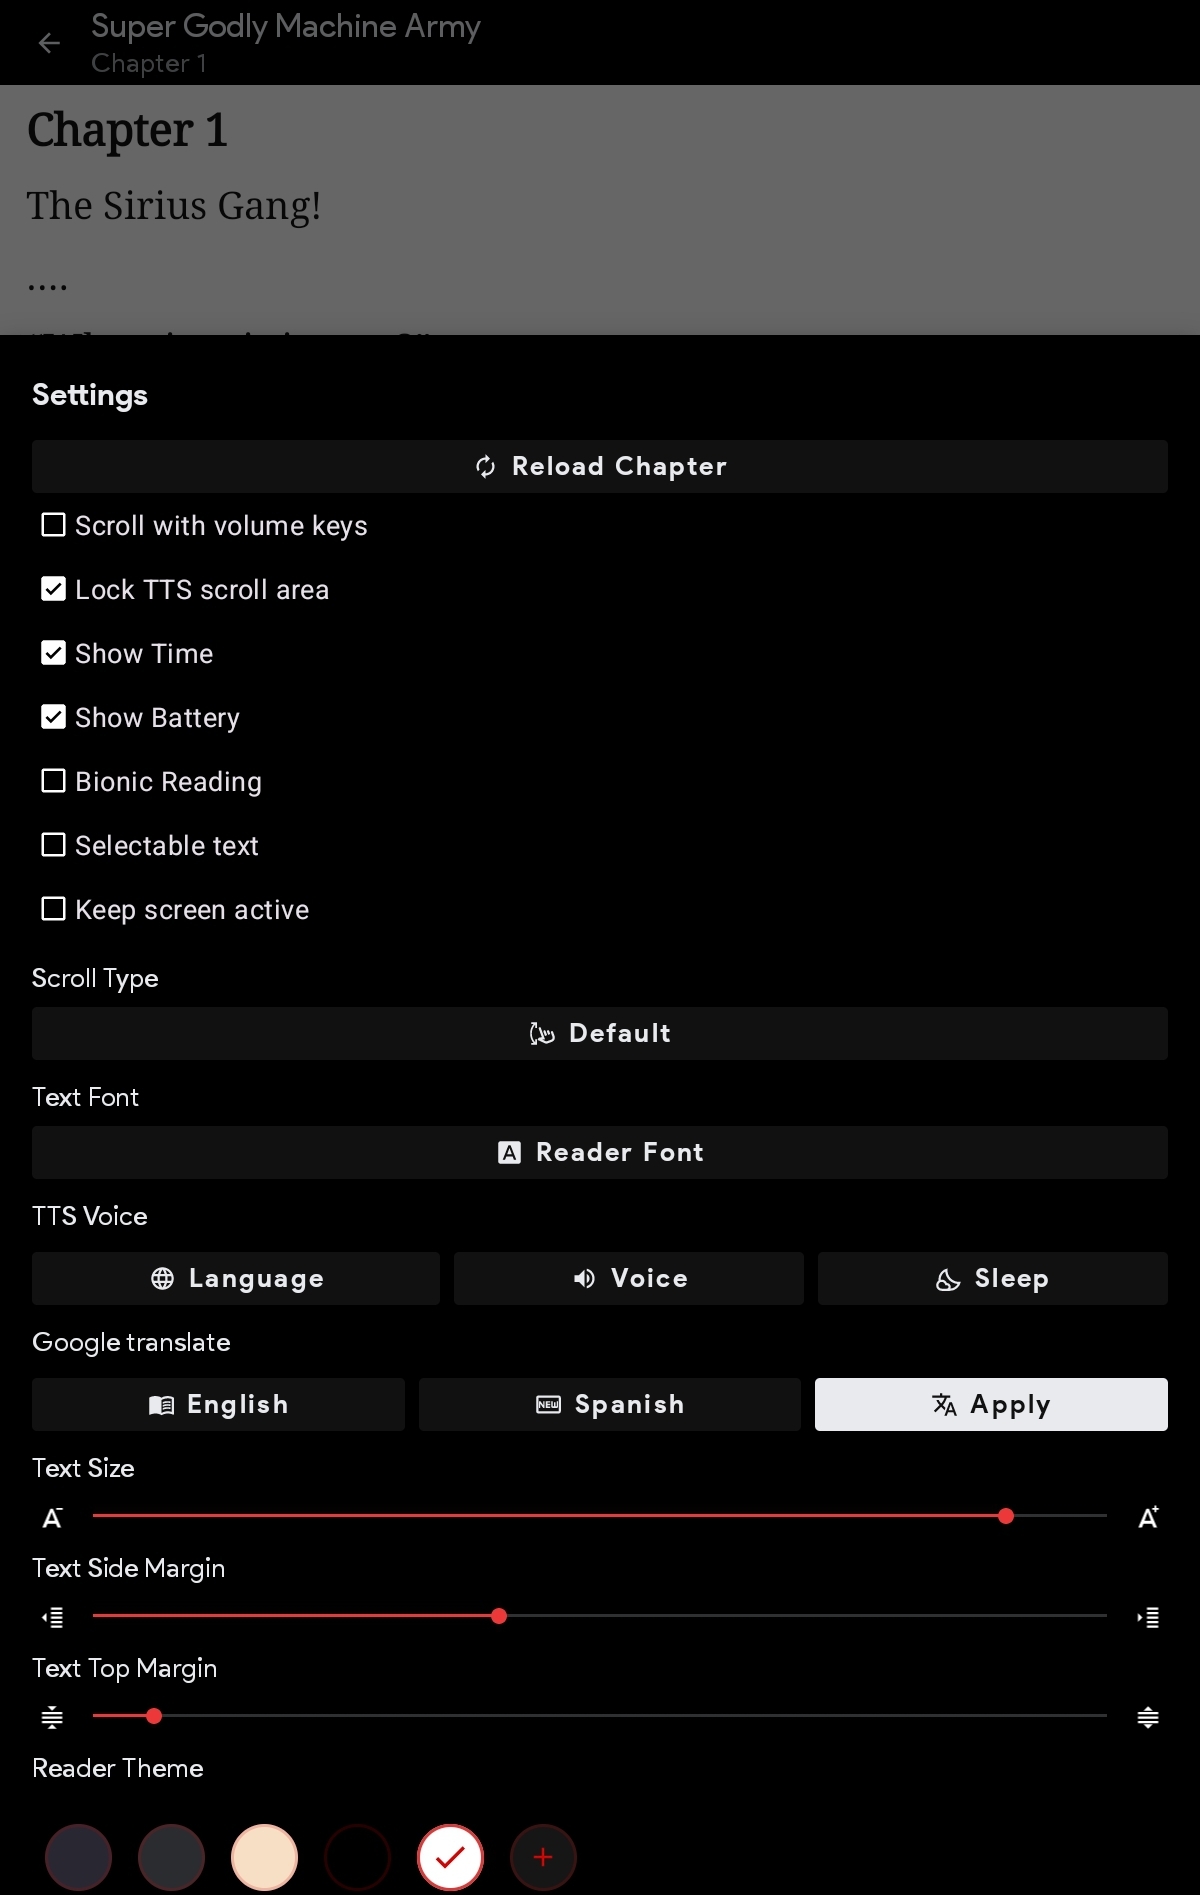 Super Godly Machine Army
Chapter 1
Chapter 1
The Sirius Gang!
....
Settings
Reload Chapter
Scroll with volume keys
Lock TTS scroll area
Show Time
Show Battery
Bionic Reading
Selectable text
Keep screen active
Scroll Type
Default
Text Font
A Reader Font
TTS Voice
Language Voice Sleep
Google translate
English NEW Spanish Apply
Text Size
A- A+
Text Side Margin
Text Top Margin
Reader Theme